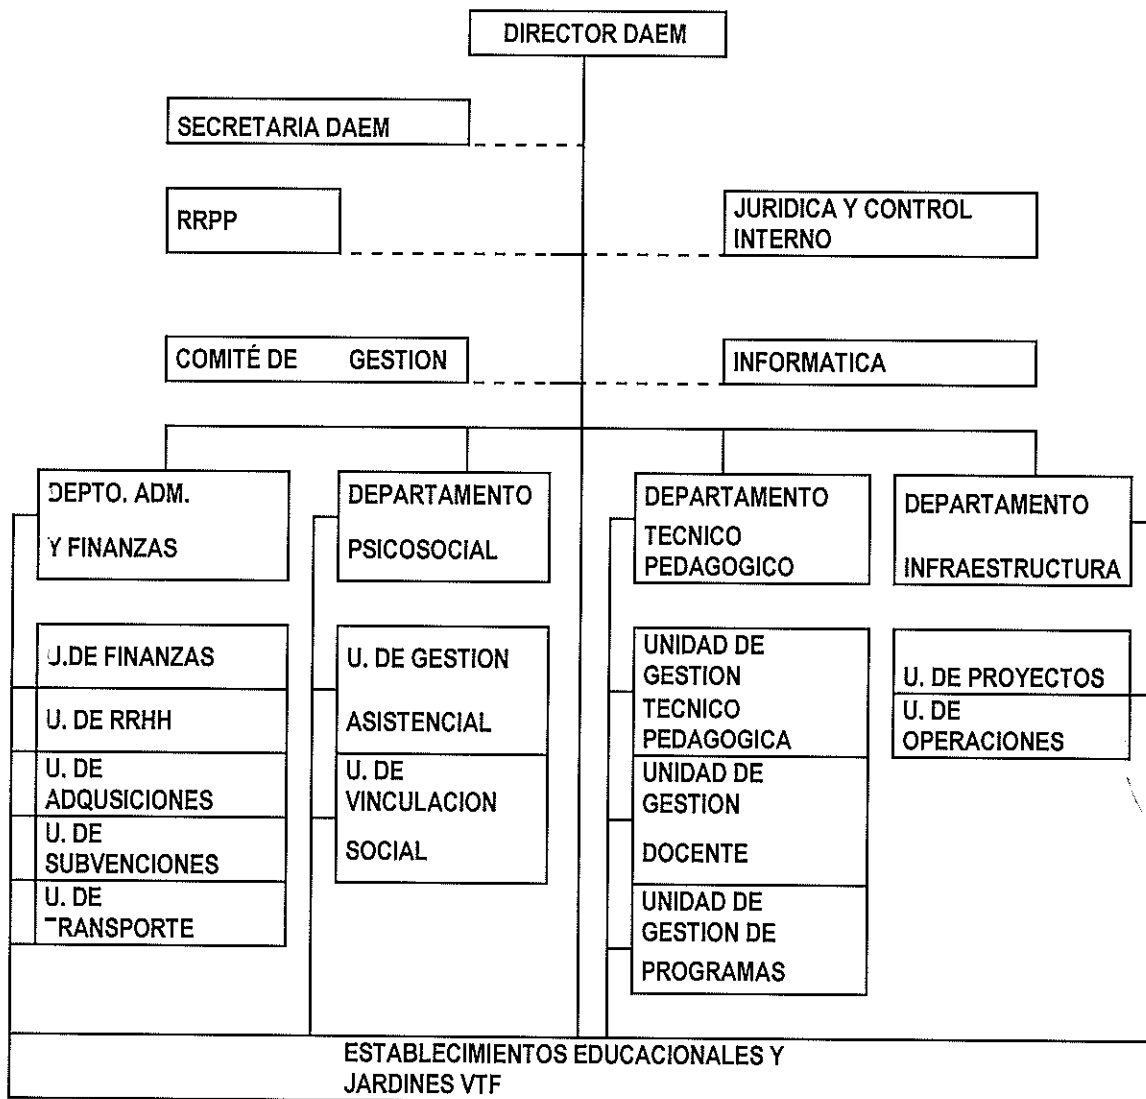 DIRECTOR DAEM
SECRETARIA DAEM
RRPP
JURIDICA Y CONTROL
INTERNO
COMITÉ DE GESTION
INFORMATICA
DEPTO. ADM.
Y FINANZAS
DEPARTAMENTO
PSICOSOCIAL
DEPARTAMENTO
TECNICO
PEDAGOGICO
DEPARTAMENTO
INFRAESTRUCTURA
U.DE FINANZAS
U. DE RRHH
U. DE
ADQUSICIONES
U. DE
SUBVENCIONES
U. DE
TRANSPORTE
U. DE GESTION
ASISTENCIAL
U. DE
VINCULACION
SOCIAL
UNIDAD DE
GESTION
TECNICO
PEDAGOGICA
UNIDAD DE
GESTION
DOCENTE
UNIDAD DE
GESTION DE
PROGRAMAS
U. DE PROYECTOS
U. DE
OPERACIONES
ESTABLECIMIENTOS EDUCACIONALES Y
JARDINES VTF